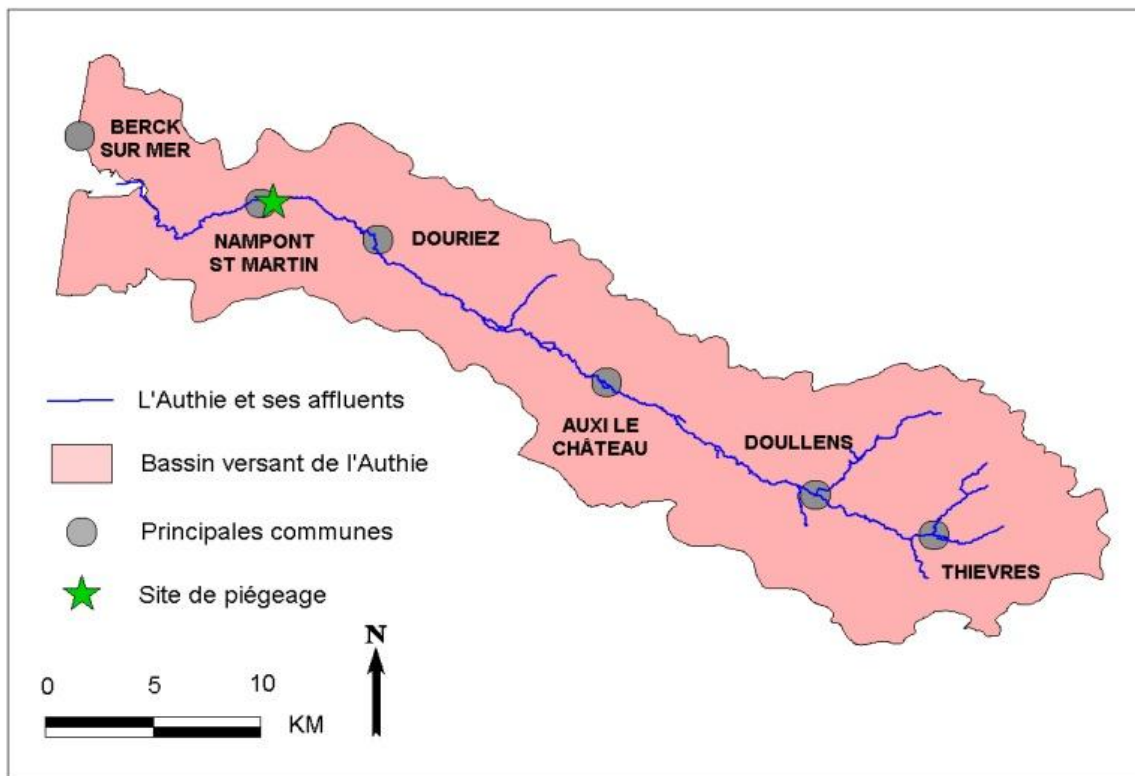 BERCK
SUR MER
NAMPONT
ST MARTIN
DOURIEZ
AUXI LE
CHÂTEAU
DOULLENS
THIEVRES
L'Authie et ses affluents
Bassin versant de l'Authie
Principales communes
Site de piégeage
N
0 5 10
KM